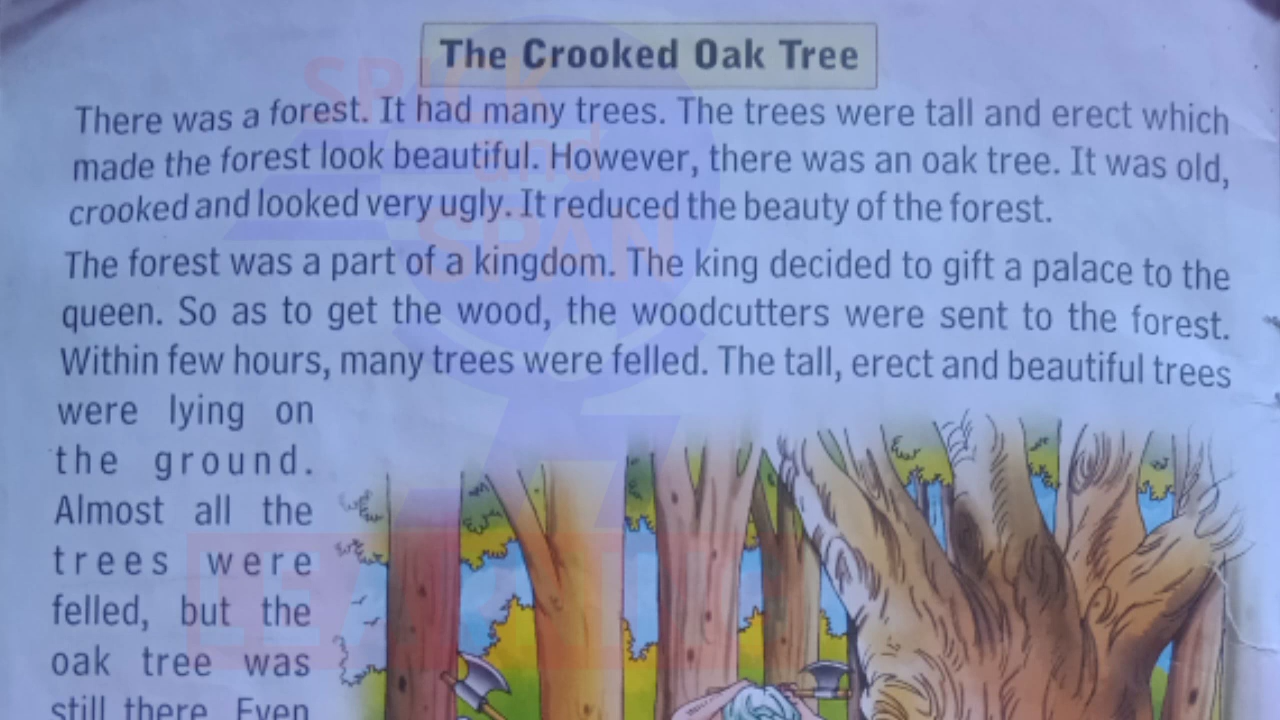 The Crooked Oak Tree
There was a forest. It had many trees. The trees were tall and erect which
made the forest look beautiful. However, there was an oak tree. It was old,
crooked and looked very ugly. It reduced the beauty of the forest.
The forest was a part of a kingdom. The king decided to gift a palace to the
queen. So as to get the wood, the woodcutters were sent to the forest.
Within few hours, many trees were felled. The tall, erect and beautiful trees
were lying on
the ground.
Almost all the
trees were
felled, but the
oak tree was
still there. Even
SPICK
and
SPAN